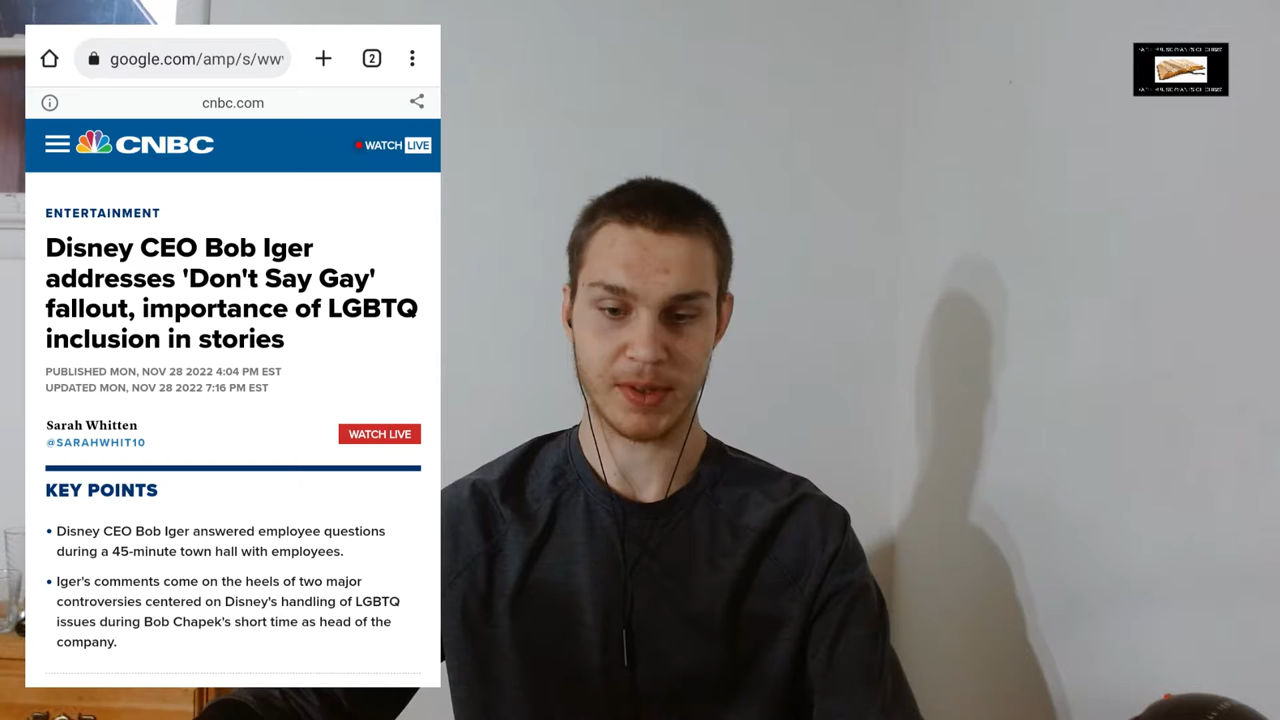 google.com/amp/s/ww
2
cnbc.com
CNBC
WATCH LIVE
ENTERTAINMENT
Disney CEO Bob Iger
addresses 'Don't Say Gay'
fallout, importance of LGBTQ
inclusion in stories
PUBLISHED MON, NOV 28 2022 4:04 PM EST
UPDATED MON, NOV 28 2022 7:16 PM EST
Sarah Whitten
@SARAHWHIT10
WATCH LIVE
KEY POINTS
• Disney CEO Bob Iger answered employee questions
during a 45-minute town hall with employees.
• Iger's comments come on the heels of two major
controversies centered on Disney's handling of LGBTQ
issues during Bob Chapek's short time as head of the
company.